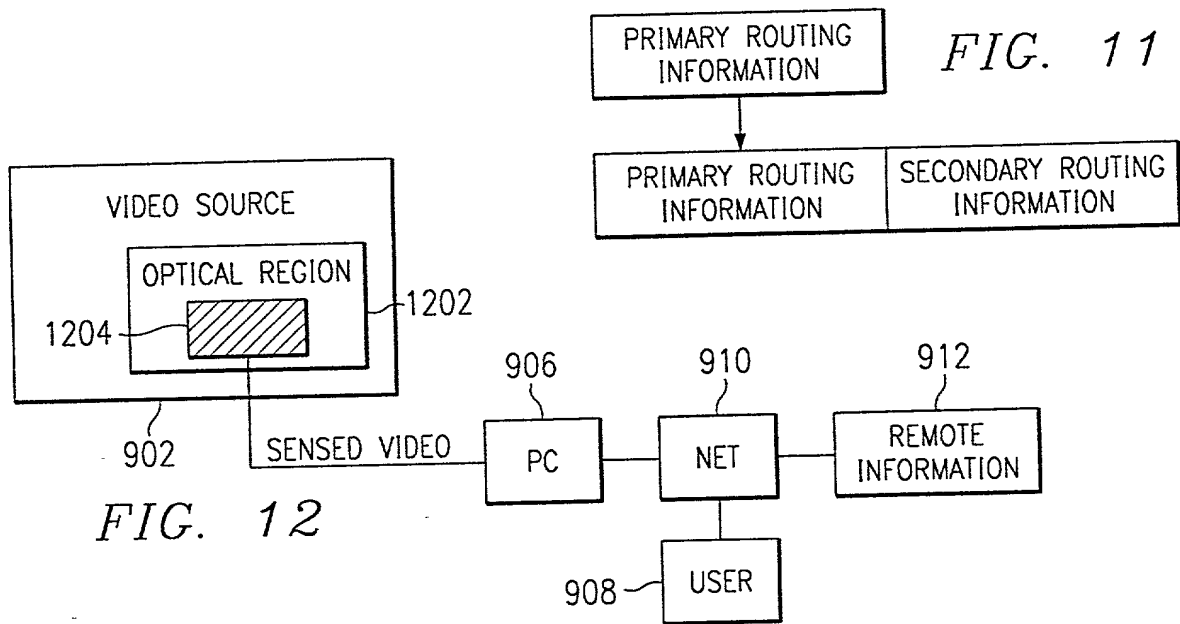 PRIMARY ROUTING
INFORMATION
FIG. 11
PRIMARY ROUTING
INFORMATION
SECONDARY ROUTING
INFORMATION
VIDEO SOURCE
OPTICAL REGION
1204
1202
902
SENSED VIDEO
906
PC
910
NET
912
REMOTE
INFORMATION
908
USER
FIG. 12